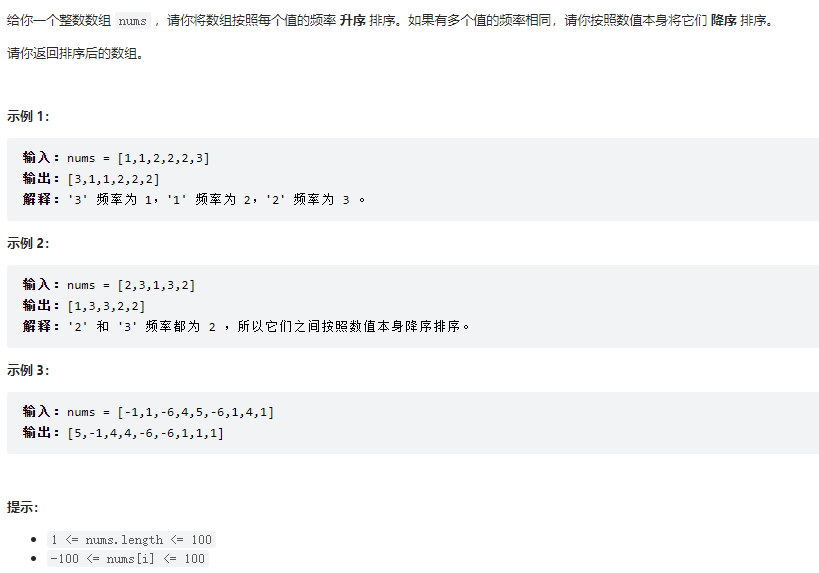 给你一个整数数组 nums ，请你将数组按照每个值的频率 升序 排序。如果有多个值的频率相同，请你按照数值本身将它们 降序 排序。
请你返回排序后的数组。
示例 1：
输入：nums = [1,1,2,2,2,3]
输出：[3,1,1,2,2,2]
解释：'3' 频率为 1，'1' 频率为 2，'2' 频率为 3 。
示例 2：
输入：nums = [2,3,1,3,2]
输出：[1,3,3,2,2]
解释：'2' 和 '3' 频率都为 2 ，所以它们之间按照数值本身降序排序。
示例 3：
输入：nums = [-1,1,-6,4,5,-6,1,4,1]
输出：[5,-1,4,4,-6,-6,1,1,1]
提示：
1 <= nums.length <= 100
-100 <= nums[i] <= 100